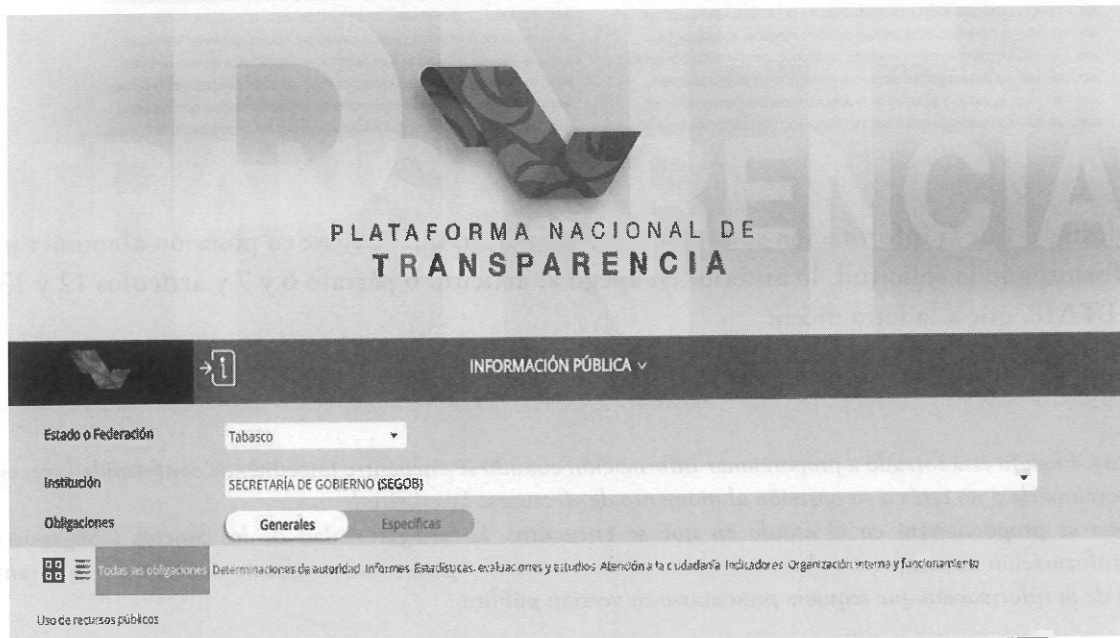 PLATAFORMA NACIONAL DE
TRANSPARENCIA
INFORMACIÓN PÚBLICA
Estado o Federación
Tabasco
Institución
SECRETARÍA DE GOBIERNO (SEGOB)
Obligaciones
Generales Específicas
Todas las obligaciones Determinaciones de autoridad Informes Estadísticas, evaluaciones y estudios Atención a la ciudadanía Indicadores Organización interna y funcionamiento
Uso de recursos públicos